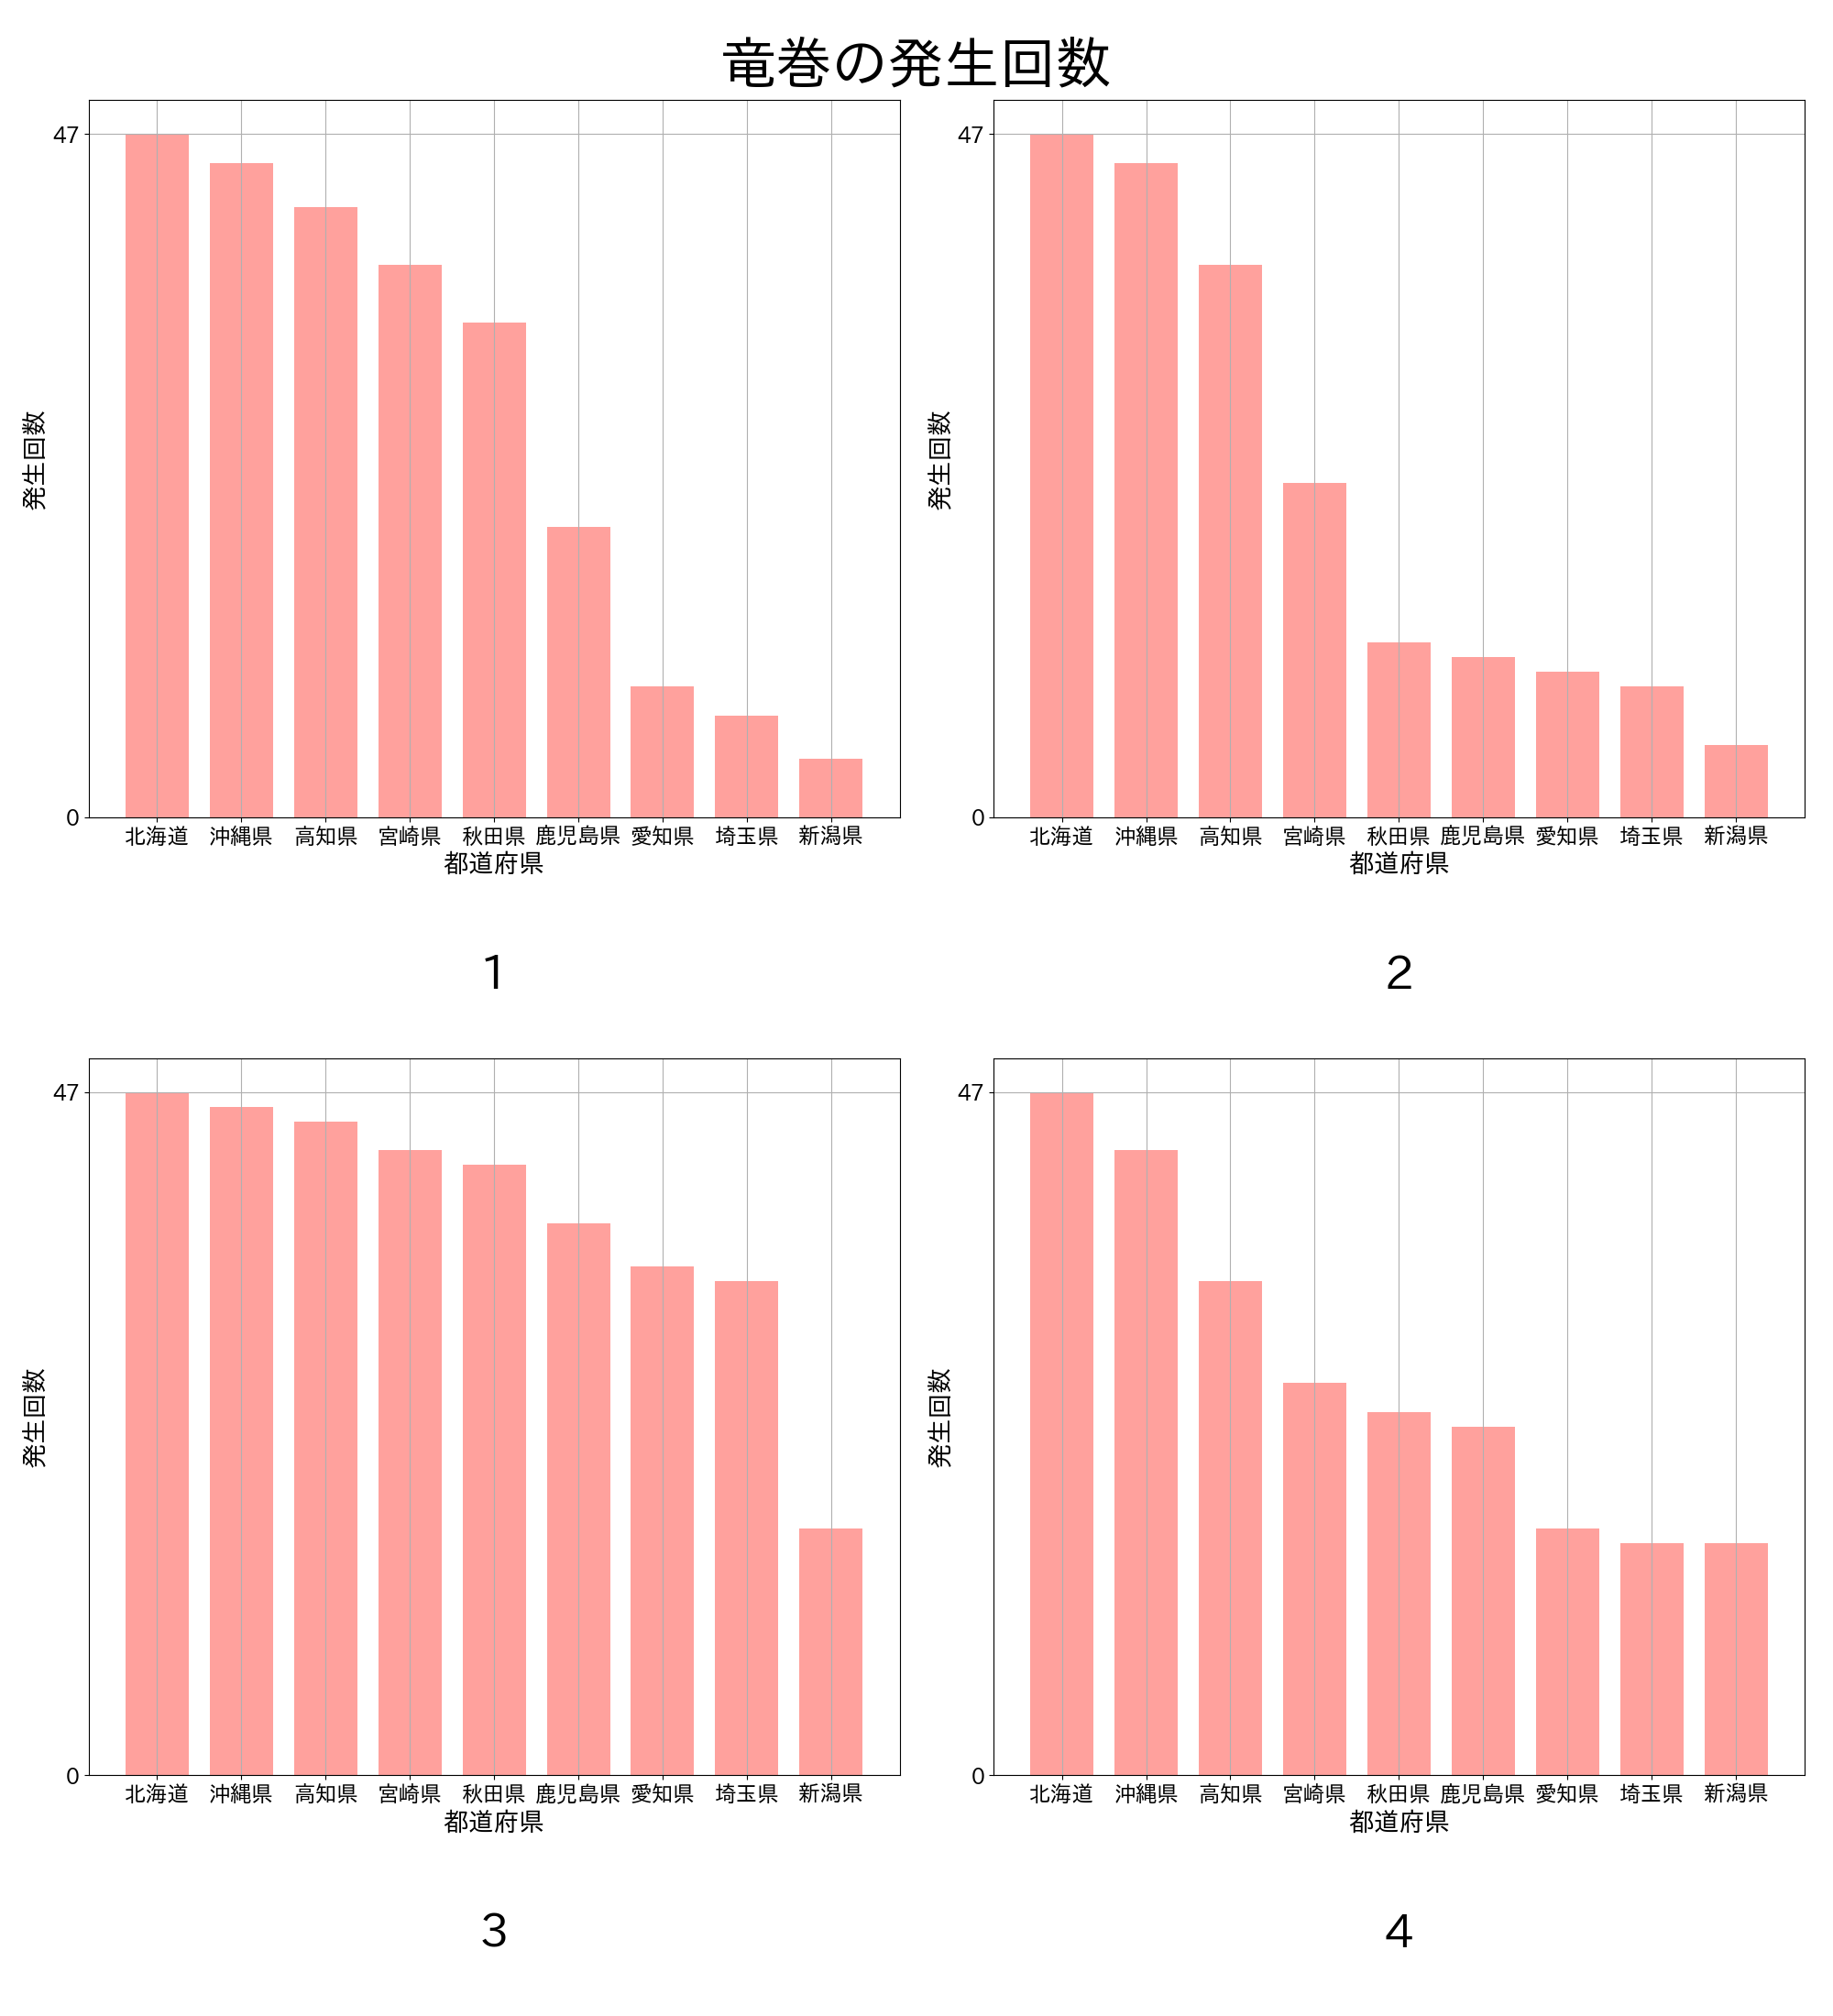 竜巻の発生回数
47
0
発生回数
北海道 沖縄県 高知県 宮崎県 秋田県 鹿児島県 愛知県 埼玉県 新潟県
都道府県
1
47
0
発生回数
北海道 沖縄県 高知県 宮崎県 秋田県 鹿児島県 愛知県 埼玉県 新潟県
都道府県
2
47
0
発生回数
北海道 沖縄県 高知県 宮崎県 秋田県 鹿児島県 愛知県 埼玉県 新潟県
都道府県
3
47
0
発生回数
北海道 沖縄県 高知県 宮崎県 秋田県 鹿児島県 愛知県 埼玉県 新潟県
都道府県
4